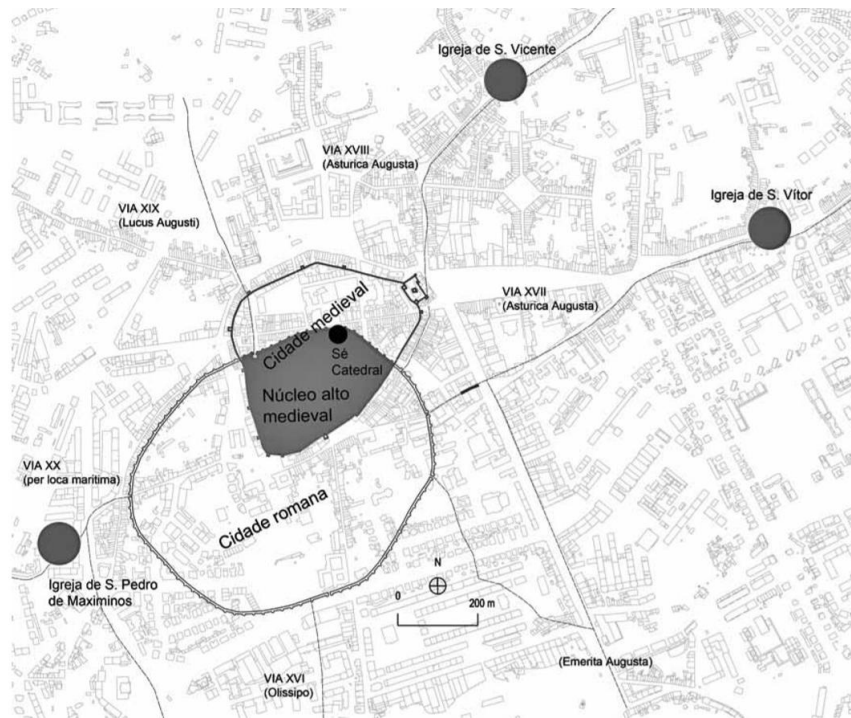 Igreja de S. Vicente
VIA XVIII
(Asturica Augusta)
Igreja de S. Vítor
VIA XIX
(Lucus Augusti)
VIA XVII
(Asturica Augusta)
Cidade medieval
Sé
Catedral
Núcleo alto
medieval
VIA XX
(per loca maritima)
Cidade romana
Igreja de S. Pedro
de Maximinos
N
0
200 m
VIA XVI
(Olissipo)
(Emerita Augusta)